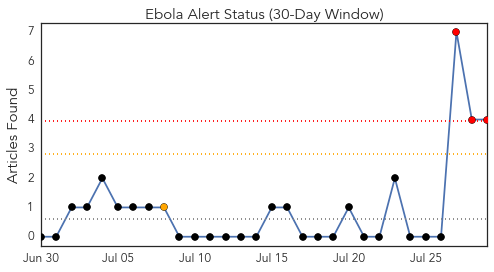 Ebola Alert Status (30-Day Window)
Articles Found
7
6
5
4
3
2
1
0
Jun 30
Jul 05
Jul 10
Jul 15
Jul 20
Jul 25